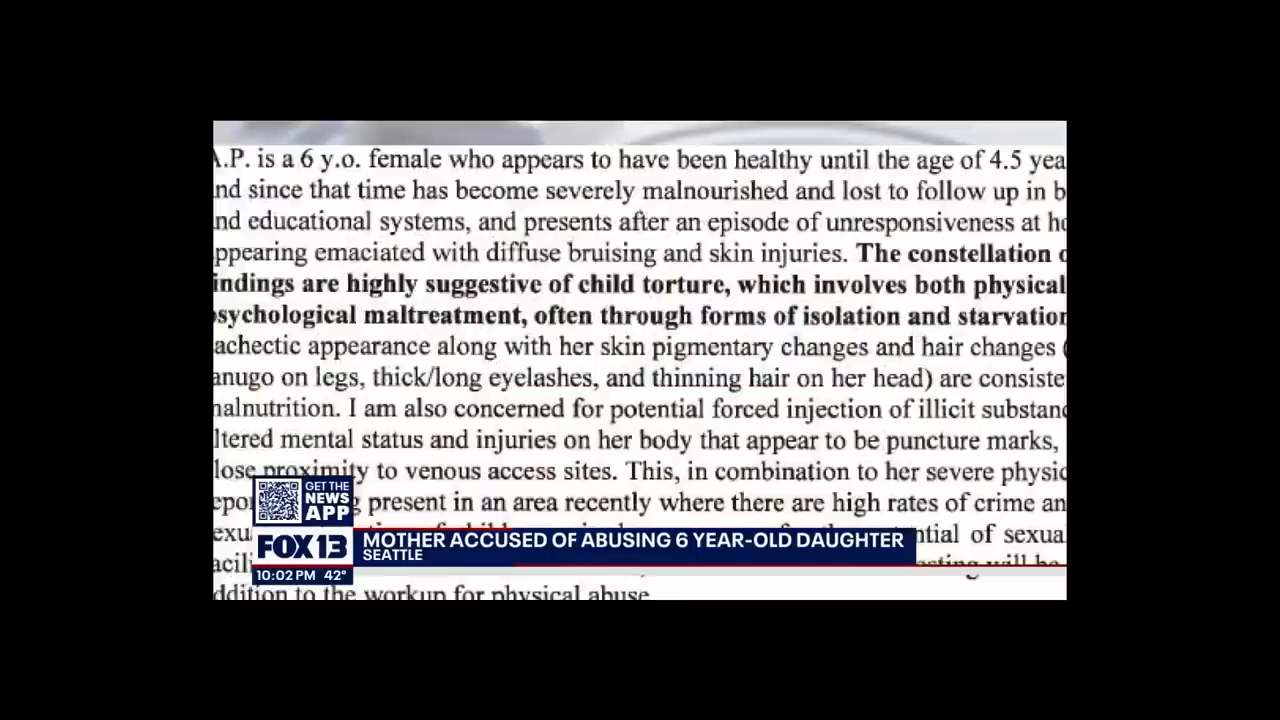 .P. is a 6 y.o. female who appears to have been healthy until the age of 4.5 yea
nd since that time has become severely malnourished and lost to follow up in b
nd educational systems, and presents after an episode of unresponsiveness at ho
ppearing emaciated with diffuse bruising and skin injuries. The constellation o
indings are highly suggestive of child torture, which involves both physical
sychological maltreatment, often through forms of isolation and starvation
achectic appearance along with her skin pigmentary changes and hair changes (
anugo on legs, thick/long eyelashes, and thinning hair on her head) are consiste
alnutrition. I am also concerned for potential forced injection of illicit substanc
ltered mental status and injuries on her body that appear to be puncture marks,
lose proximity to venous access sites. This, in combination to her severe physic
epor present in an area recently where there are high rates of crime an
exu ntial of sexual
acili will be
ddition to the workup for physical abuse
GET THE
NEWS
APP
FOX 13
10:02 PM 42°
MOTHER ACCUSED OF ABUSING 6 YEAR-OLD DAUGHTER
SEATTLE